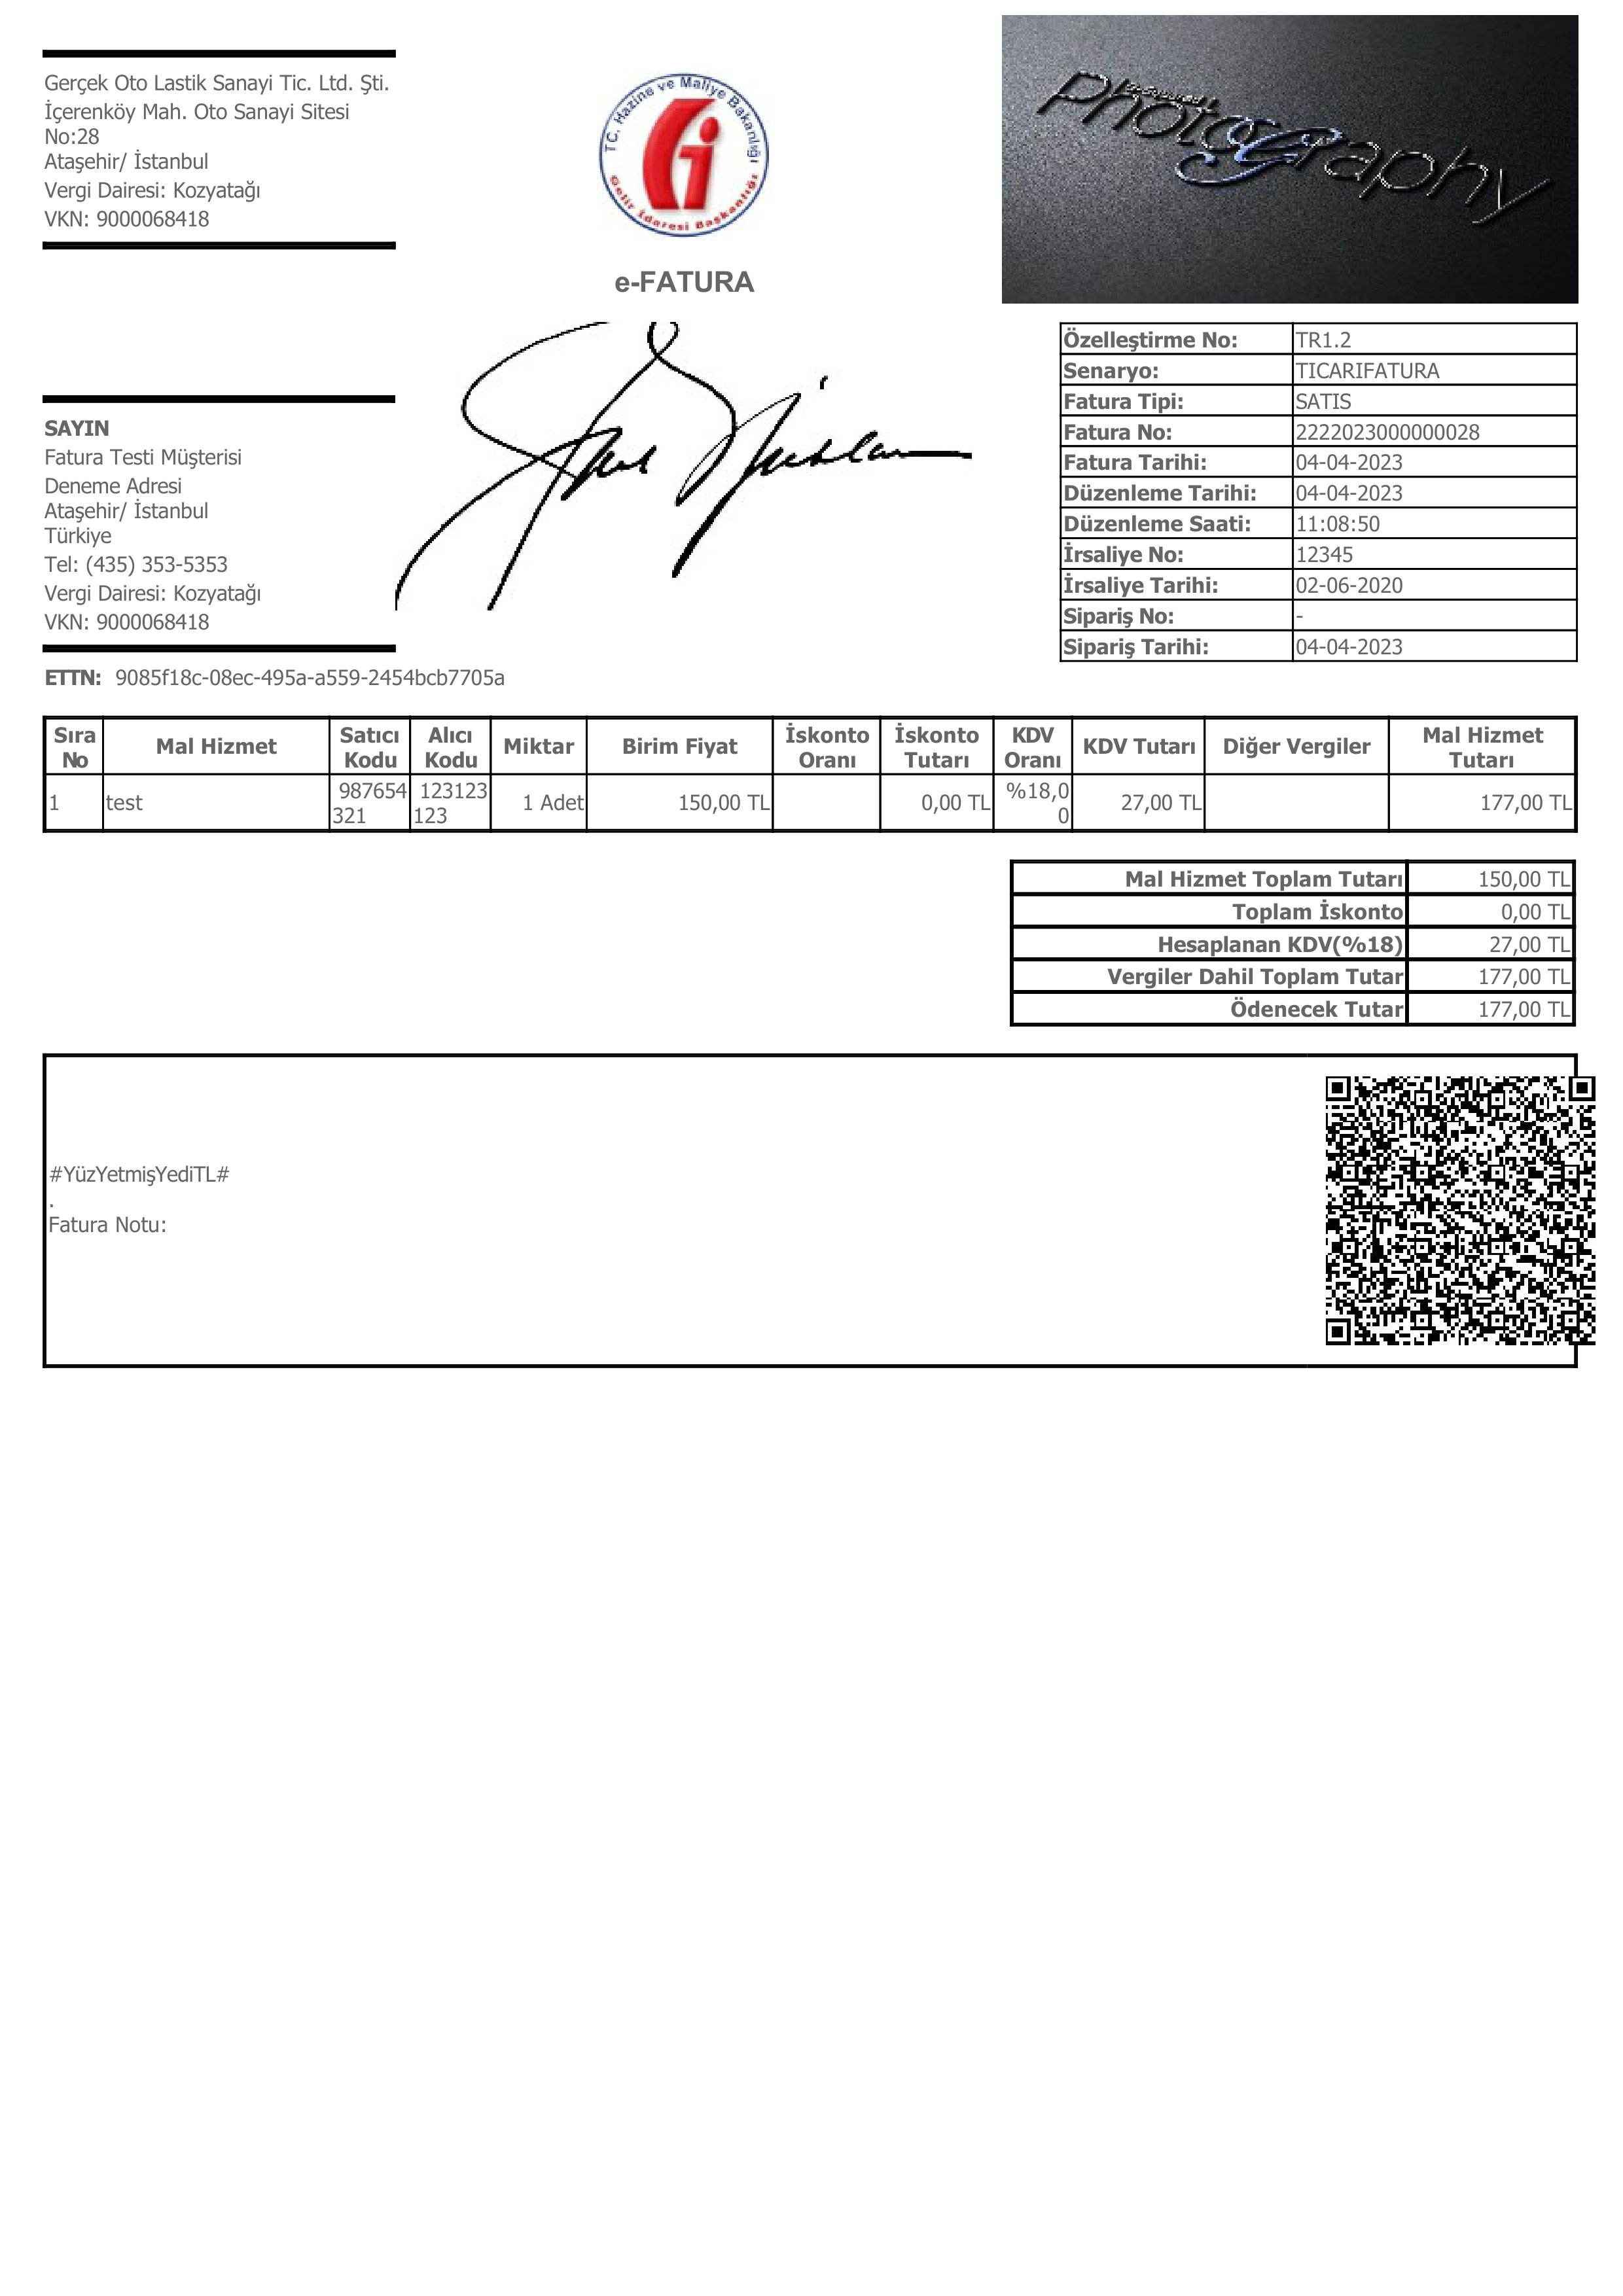 Gerçek Oto Lastik Sanayi Tic. Ltd. Şti.
İçerenköy Mah. Oto Sanayi Sitesi
No:28
Ataşehir/ İstanbul
Vergi Dairesi: Kozyatağı
VKN: 9000068418
TC. Hazine ve Maliye Bakanlığı
Gelir İdaresi Başkanlığı
e-FATURA
Photography
SAYIN
Fatura Testi Müşterisi
Deneme Adresi
Ataşehir/ İstanbul
Türkiye
Tel: (435) 353-5353
Vergi Dairesi: Kozyatağı
VKN: 9000068418
Özelleştirme No: TR1.2
Senaryo: TICARIFATURA
Fatura Tipi: SATIS
Fatura No: 2222023000000028
Fatura Tarihi: 04-04-2023
Düzenleme Tarihi: 04-04-2023
Düzenleme Saati: 11:08:50
İrsaliye No: 12345
İrsaliye Tarihi: 02-06-2020
Sipariş No: -
Sipariş Tarihi: 04-04-2023
ETTN: 9085f18c-08ec-495a-a559-2454bcb7705a
Sıra No Mal Hizmet Satıcı Kodu Alıcı Kodu Miktar Birim Fiyat İskonto Oranı İskonto Tutarı KDV Oranı KDV Tutarı Diğer Vergiler Mal Hizmet Tutarı
1 test 987654321 123123123 1 Adet 150,00 TL 0,00 TL %18,00 27,00 TL 177,00 TL
Mal Hizmet Toplam Tutarı 150,00 TL
Toplam İskonto 0,00 TL
Hesaplanan KDV(%18) 27,00 TL
Vergiler Dahil Toplam Tutar 177,00 TL
Ödenecek Tutar 177,00 TL
#YüzYetmişYediTL#
.
Fatura Notu: